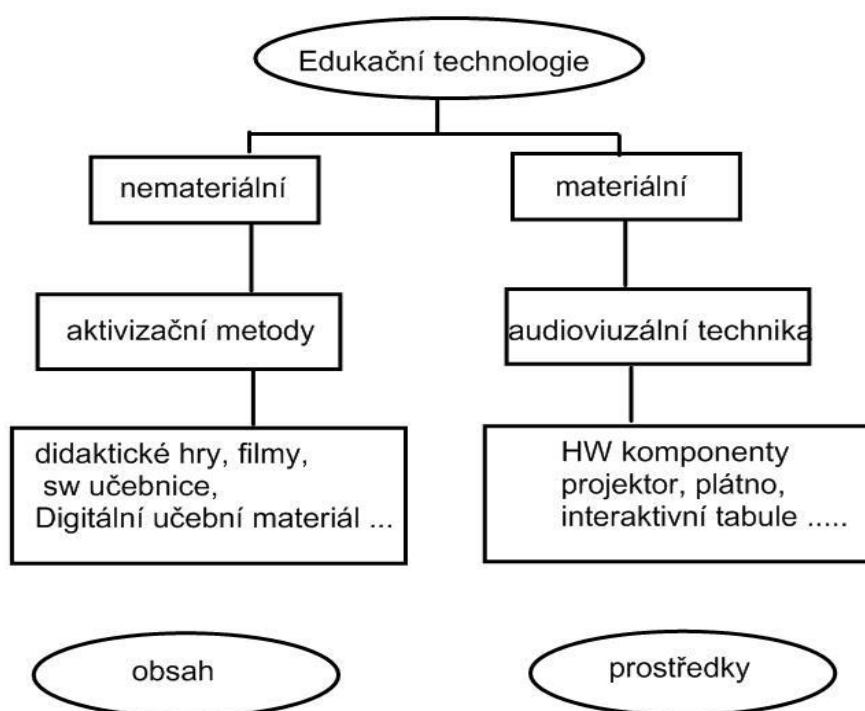 Edukační technologie
nemateriální
materiální
aktivizační metody
audioviuzální technika
didaktické hry, filmy,
sw učebnice,
Digitální učební materiál ...
HW komponenty
projektor, plátno,
interaktivní tabule .....
obsah
prostředky